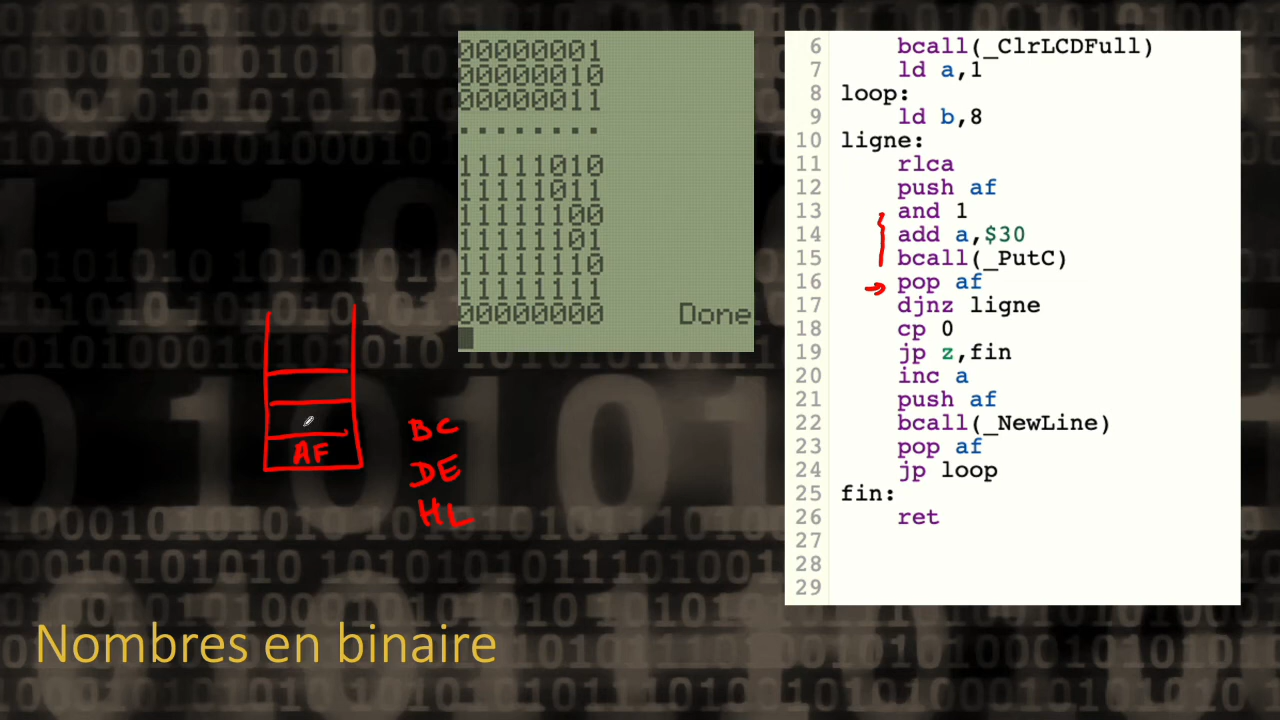 00000001
00000010
00000011
........
11111010
11111011
11111100
11111101
11111110
11111111
00000000 Done
6 bcall(_ClrLCDFull)
7 ld a,1
8 loop:
9 ld b,8
10 ligne:
11 rlca
12 push af
13 and 1
14 add a,$30
15 bcall(_PutC)
16 pop af
17 djnz ligne
18 cp 0
19 jp z,fin
20 inc a
21 push af
22 bcall(_NewLine)
23 pop af
24 jp loop
25 fin:
26 ret
27
28
29
AF
BC
DE
HL
Nombres en binaire